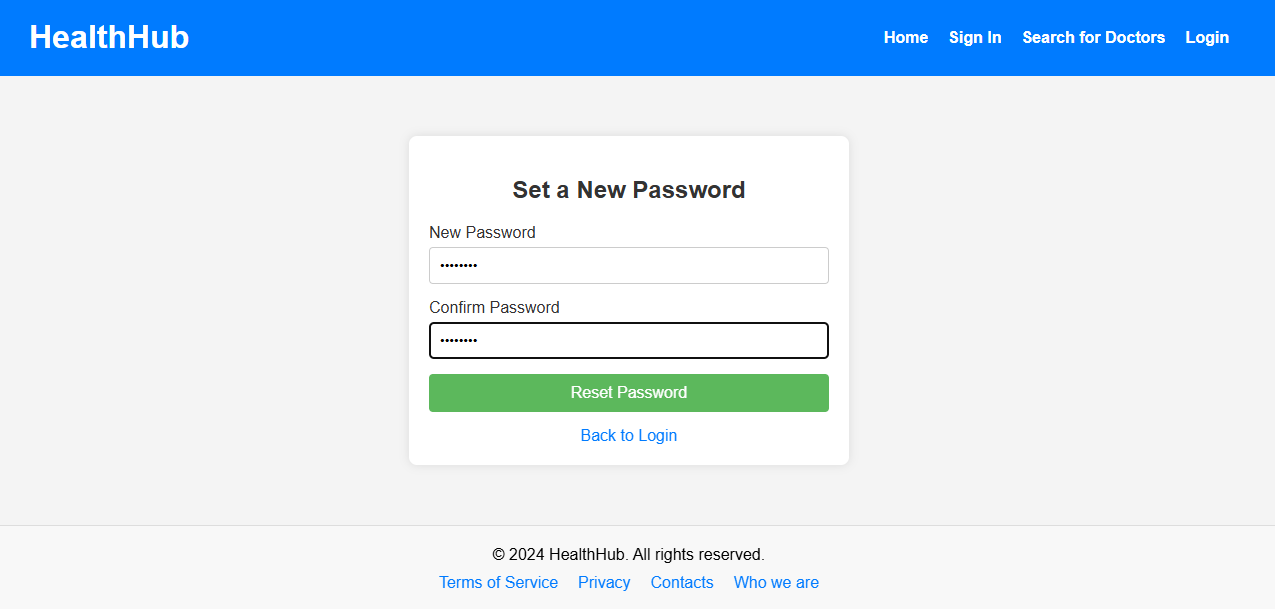 HealthHub
Home Sign In Search for Doctors Login
Set a New Password
New Password
••••••••
Confirm Password
••••••••
Reset Password
Back to Login
© 2024 HealthHub. All rights reserved.
Terms of Service Privacy Contacts Who we are